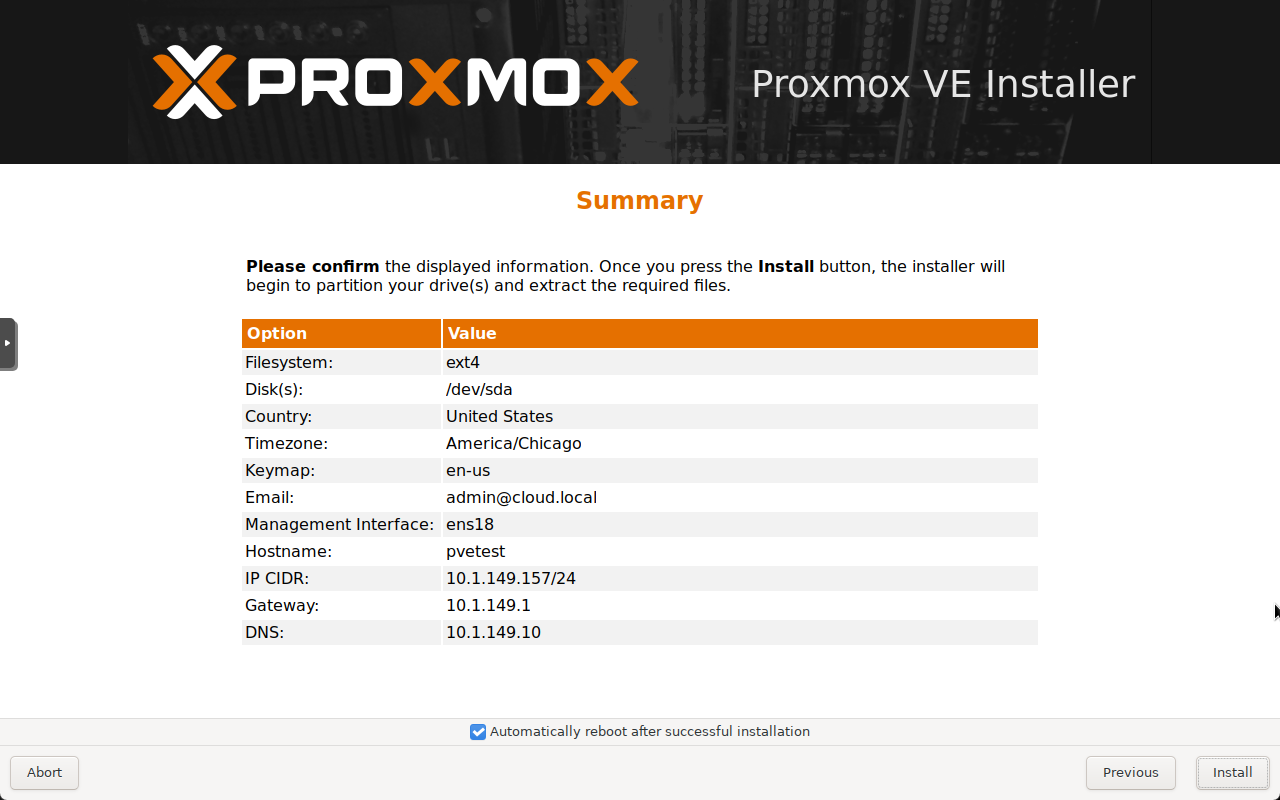 PROXMOX
Proxmox VE Installer
Summary
Please confirm the displayed information. Once you press the Install button, the installer will
begin to partition your drive(s) and extract the required files.
Option Value
Filesystem: ext4
Disk(s): /dev/sda
Country: United States
Timezone: America/Chicago
Keymap: en-us
Email: admin@cloud.local
Management Interface: ens18
Hostname: pvetest
IP CIDR: 10.1.149.157/24
Gateway: 10.1.149.1
DNS: 10.1.149.10
Automatically reboot after successful installation
Abort Previous Install